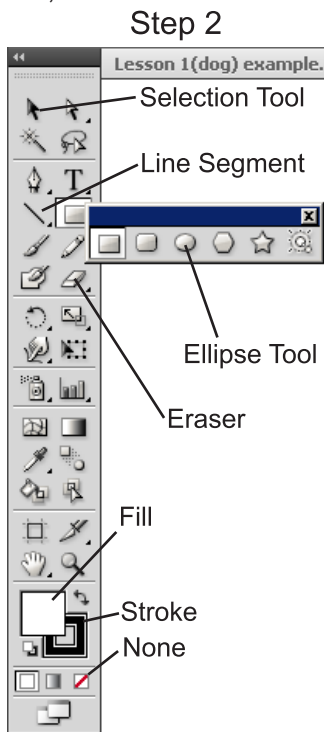 Step 2
Lesson 1(dog) example.
Selection Tool
Line Segment
Ellipse Tool
Eraser
Fill
Stroke
None